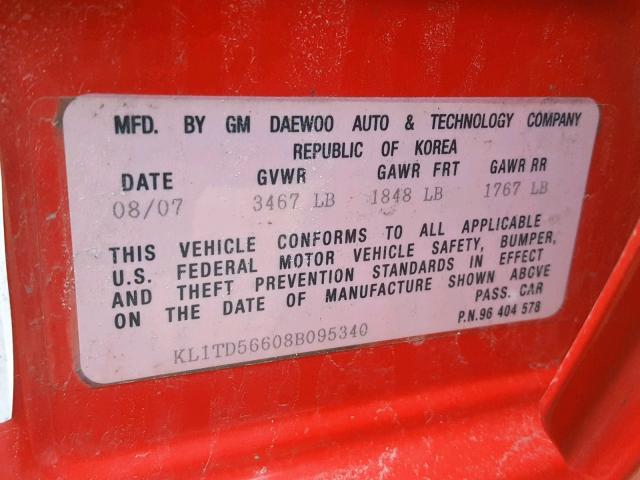 MFD. BY GM DAEWOO AUTO & TECHNOLOGY COMPANY
REPUBLIC OF KOREA
DATE GVWR GAWR FRT GAWR RR
08/07 3467 LB 1848 LB 1767 LB
THIS VEHICLE CONFORMS TO ALL APPLICABLE
U.S. FEDERAL MOTOR VEHICLE SAFETY, BUMPER,
AND THEFT PREVENTION STANDARDS IN EFFECT
ON THE DATE OF MANUFACTURE SHOWN ABOVE
PASS. CAR
P.N.96 404 578
KL1TD56608B095340